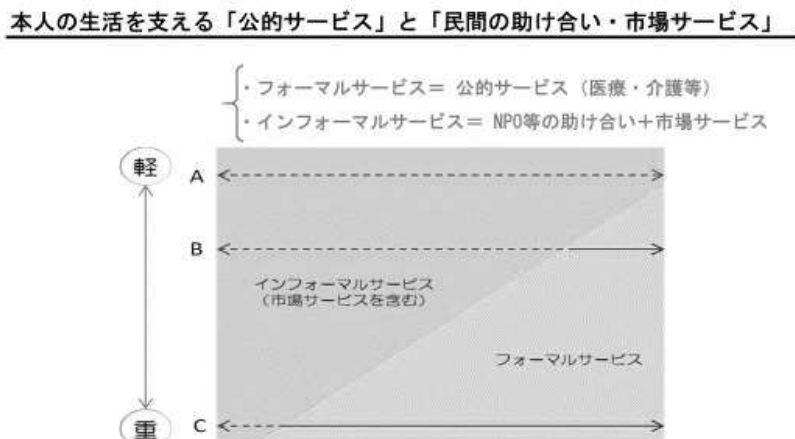 本人の生活を支える「公的サービス」と「民間の助け合い・市場サービス」
・フォーマルサービス＝ 公的サービス（医療・介護等）
・インフォーマルサービス＝ NPO等の助け合い＋市場サービス
軽
A
B
インフォーマルサービス
（市場サービスを含む）
フォーマルサービス
重
C